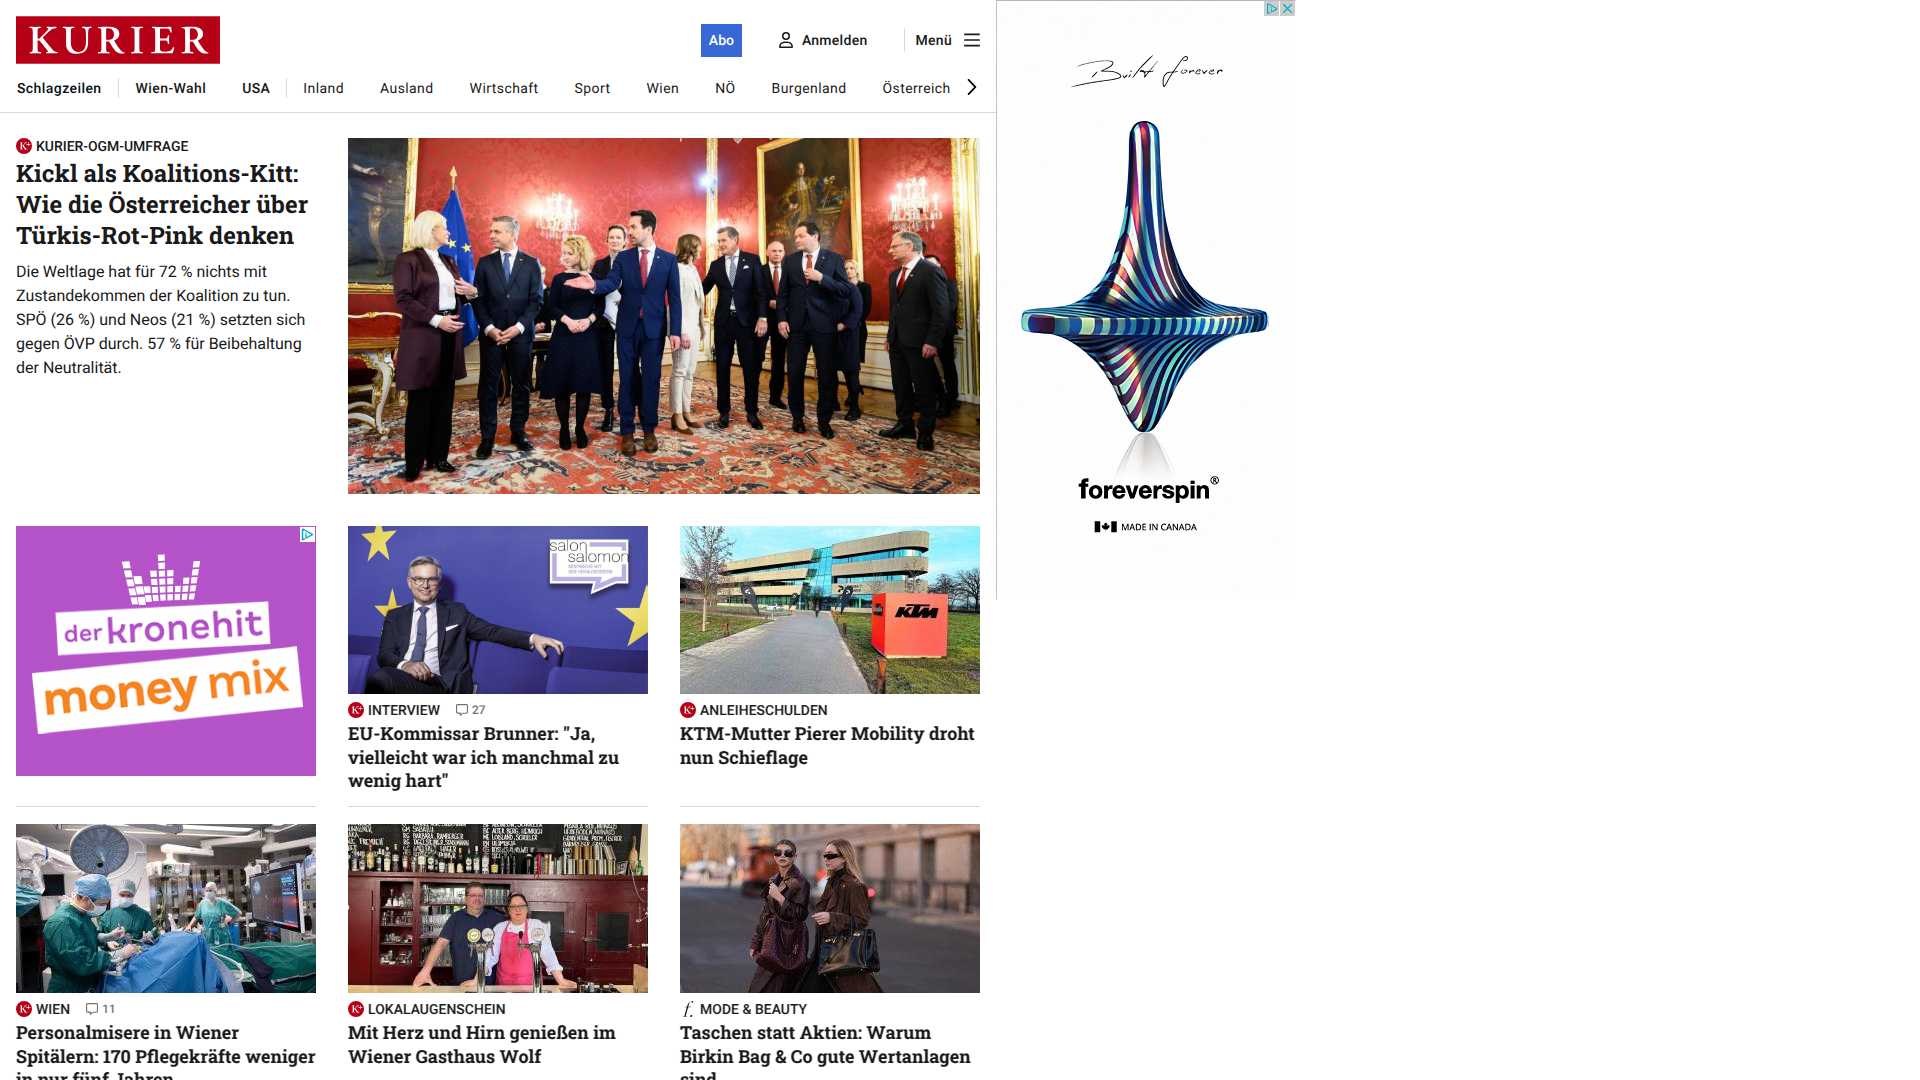 KURIER
Abo
Anmelden
Menü
Schlagzeilen
Wien-Wahl
USA
Inland
Ausland
Wirtschaft
Sport
Wien
NÖ
Burgenland
Österreich
K+ KURIER-OGM-UMFRAGE
Kickl als Koalitions-Kitt:
Wie die Österreicher über
Türkis-Rot-Pink denken
Die Weltlage hat für 72 % nichts mit
Zustandekommen der Koalition zu tun.
SPÖ (26 %) und Neos (21 %) setzten sich
gegen ÖVP durch. 57 % für Beibehaltung
der Neutralität.
Built forever
foreverspin®
MADE IN CANADA
der kronehit
money mix
salon
salomon
K+ INTERVIEW 27
EU-Kommissar Brunner: "Ja,
vielleicht war ich manchmal zu
wenig hart"
KTM
K+ ANLEIHESCHULDEN
KTM-Mutter Pierer Mobility droht
nun Schieflage
K+ WIEN 11
Personalmisere in Wiener
Spitälern: 170 Pflegekräfte weniger
in nur fünf Jahren
K+ LOKALAUGENSCHEIN
Mit Herz und Hirn genießen im
Wiener Gasthaus Wolf
f. MODE & BEAUTY
Taschen statt Aktien: Warum
Birkin Bag & Co gute Wertanlagen
sind